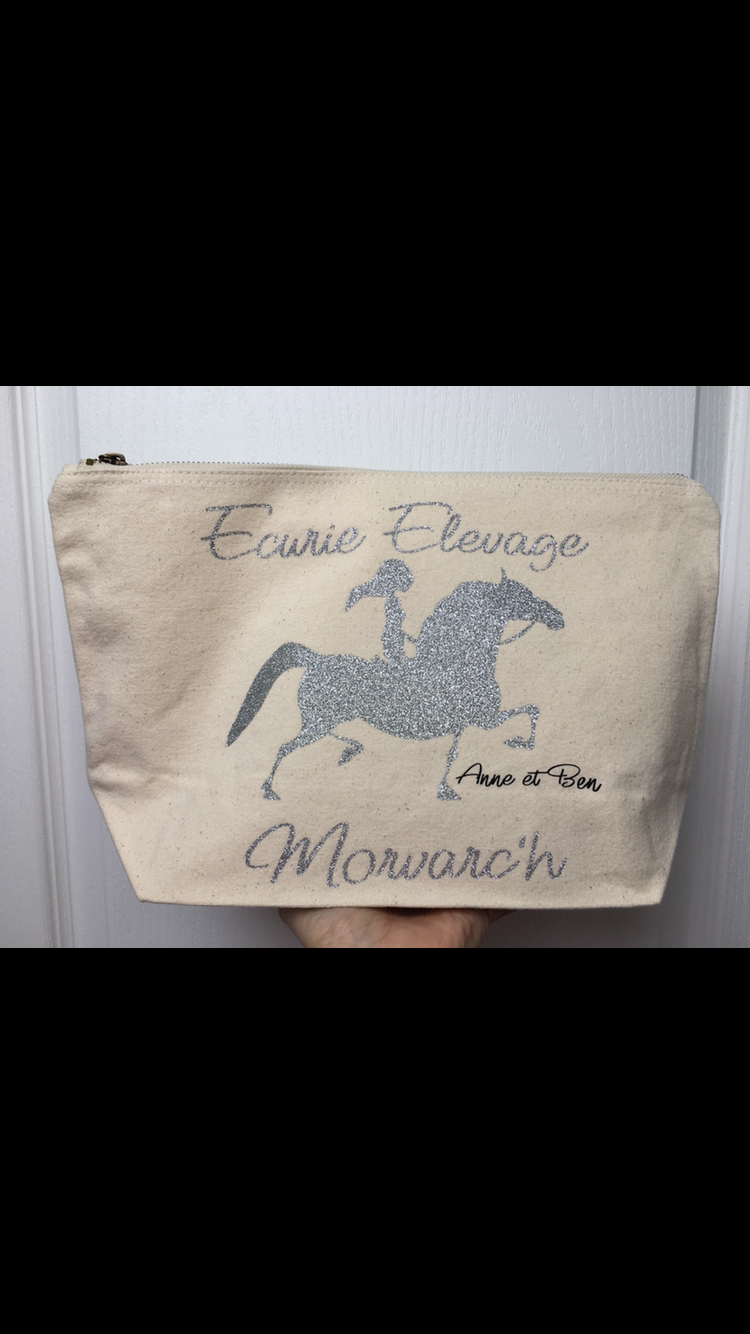 Ecurie Elevage
Anne et Ben
Morvarc'h